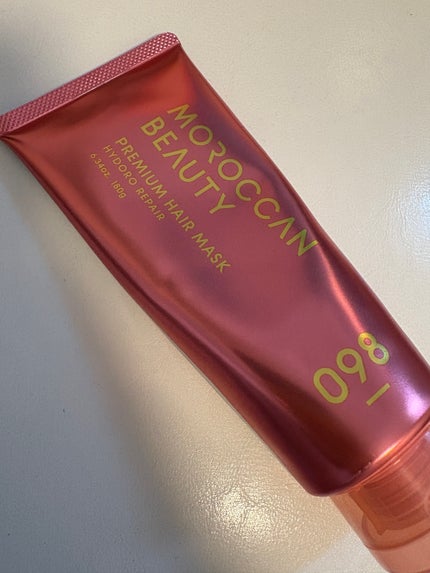 MOROCCAN
BEAUTY
PREMIUM HAIR MASK
HYDORO REPAIR
6.34oz. 180g
098